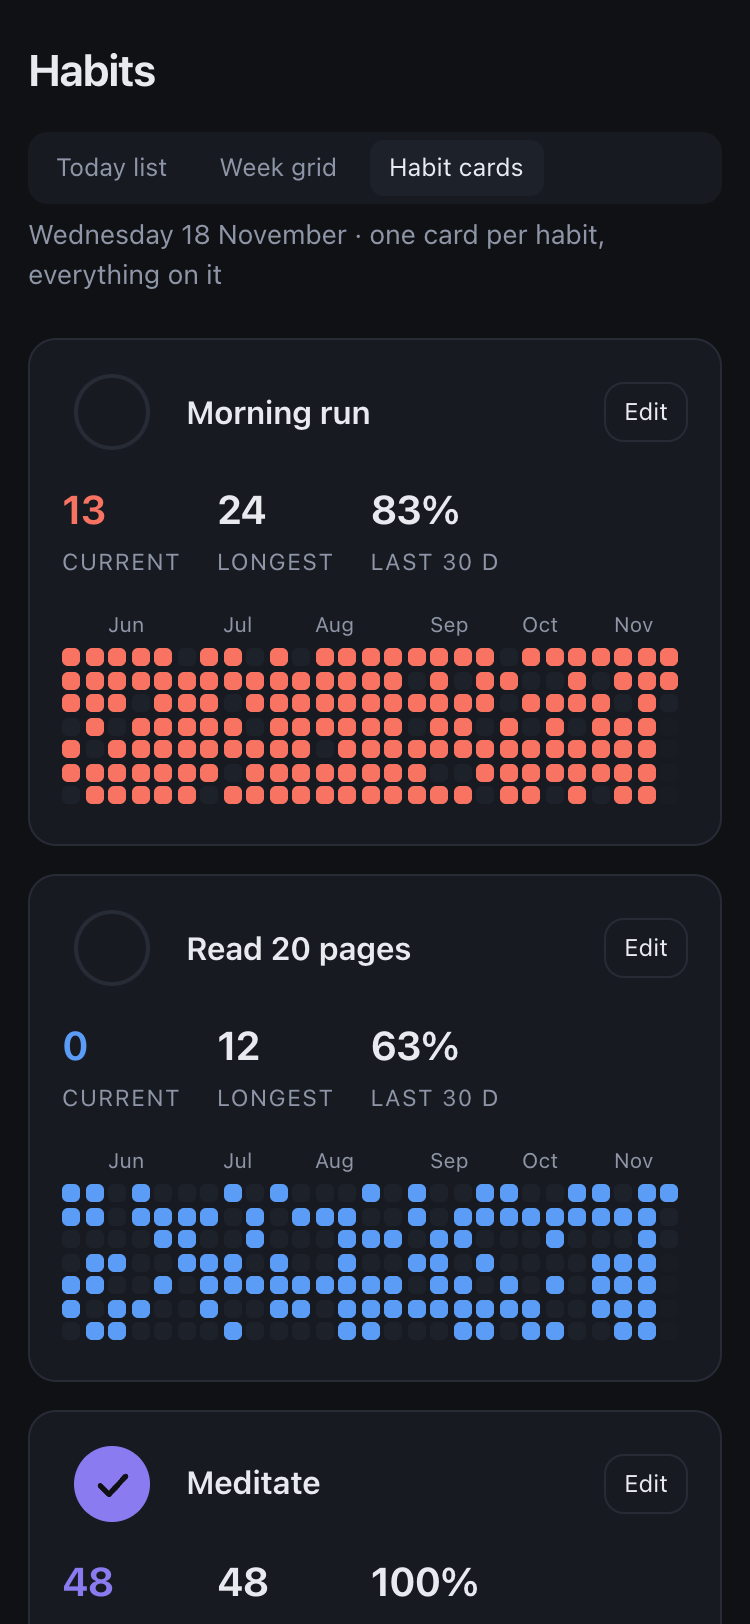 Habits
Today list Week grid Habit cards
Wednesday 18 November · one card per habit,
everything on it
Morning run Edit
13 24 83%
CURRENT LONGEST LAST 30 D
Jun Jul Aug Sep Oct Nov
Read 20 pages Edit
0 12 63%
CURRENT LONGEST LAST 30 D
Jun Jul Aug Sep Oct Nov
Meditate Edit
48 48 100%